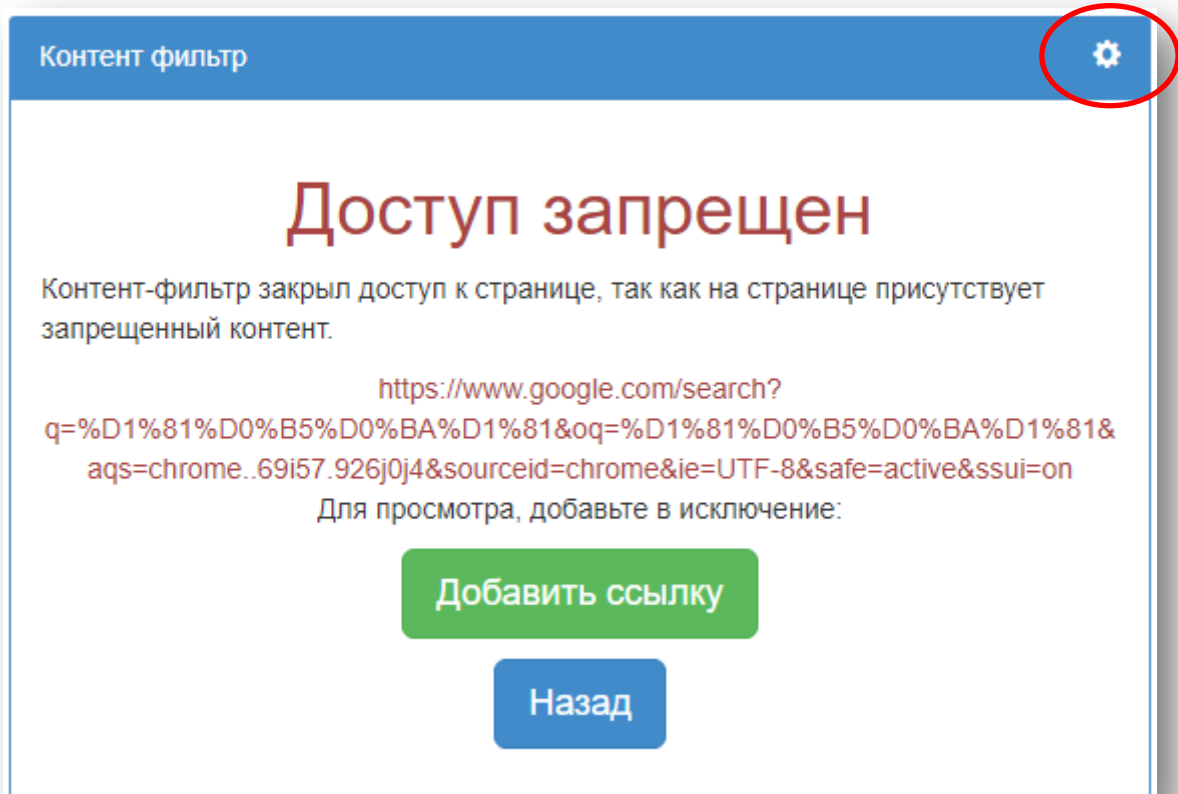 Контент фильтр
Доступ запрещен
Контент-фильтр закрыл доступ к странице, так как на странице присутствует
запрещенный контент.
https://www.google.com/search?
q=%D1%81%D0%B5%D0%BA%D1%81&oq=%D1%81%D0%B5%D0%BA%D1%81&
aqs=chrome..69i57.926j0j4&sourceid=chrome&ie=UTF-8&safe=active&ssui=on
Для просмотра, добавьте в исключение:
Добавить ссылку
Назад